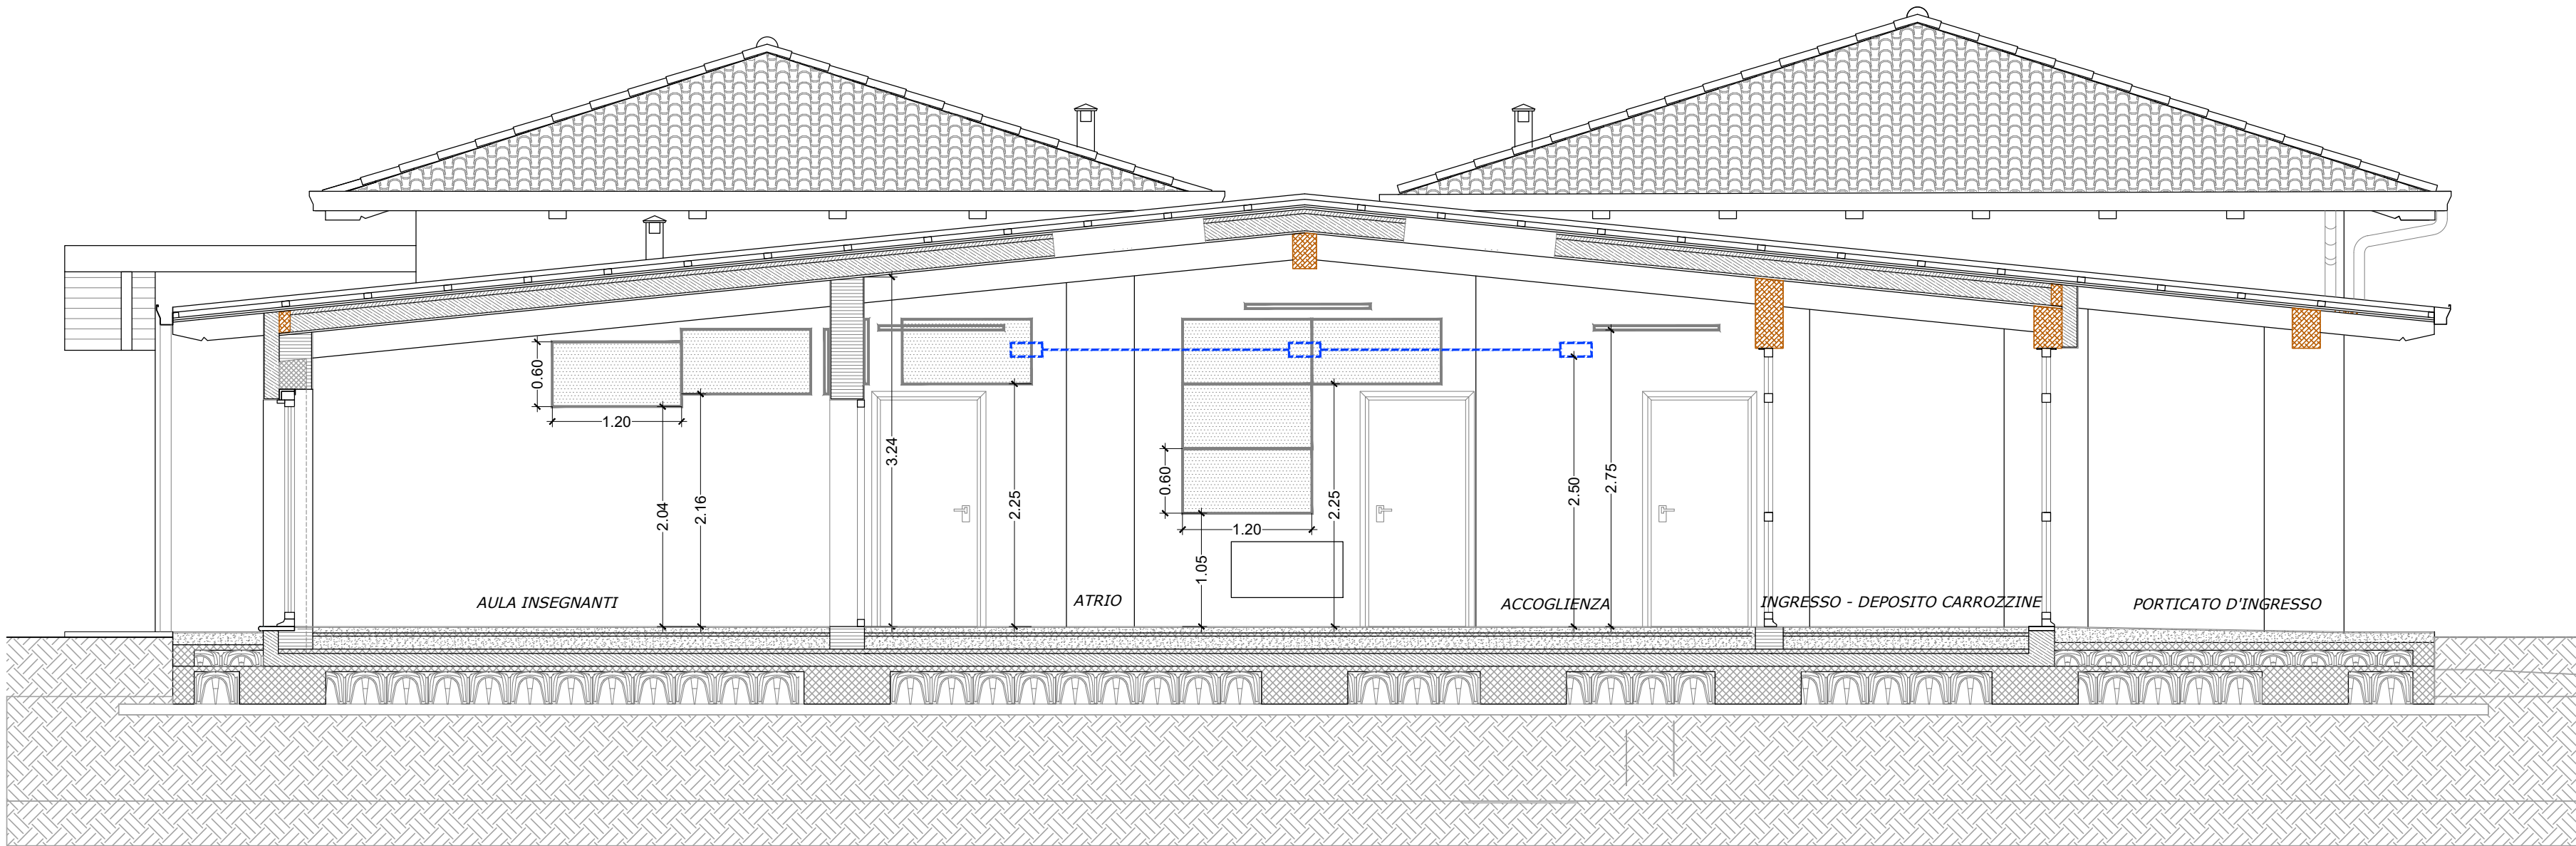 0.60
1.20
2.04
2.16
3.24
2.25
0.60
1.20
1.05
2.25
2.50
2.75
AULA INSEGNANTI
ATRIO
ACCOGLIENZA
INGRESSO - DEPOSITO CARROZZINE
PORTICATO D'INGRESSO